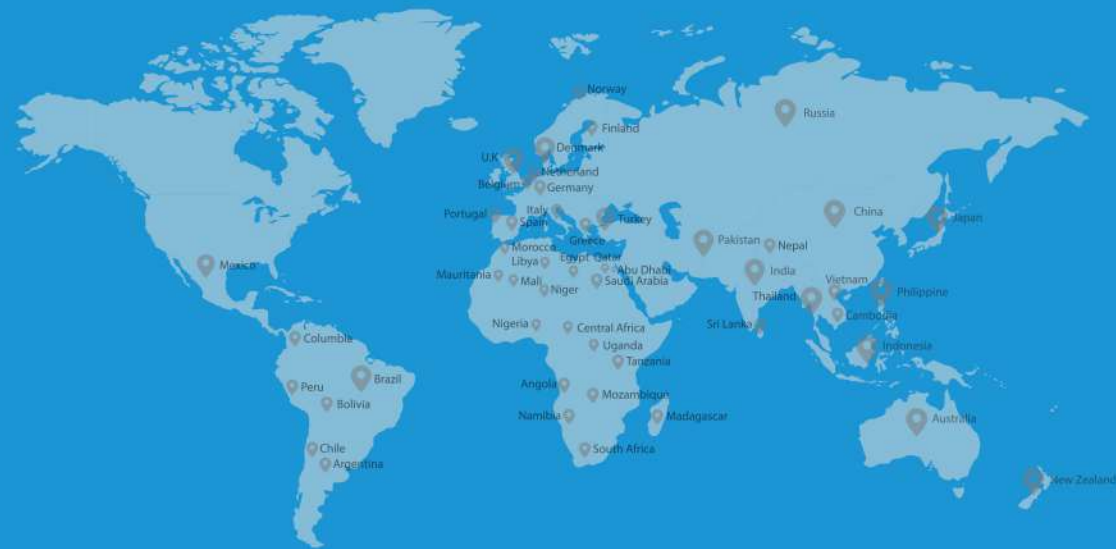 Norway
Russia
Finland
Denmark
U.K
Netherland
Belgium
Germany
Portugal
Italy
Spain
Turkey
Greece
China
Japan
Pakistan
Nepal
Morocco
Libya
Egypt
Qatar
Abu Dhabi
Saudi Arabia
Mexico
Mauritania
Mali
Niger
India
Vietnam
Thailand
Philippine
Nigeria
Central Africa
Sri Lanka
Cambodia
Columbia
Uganda
Indonesia
Tanzania
Brazil
Peru
Angola
Mozambique
Bolivia
Namibia
Madagascar
Australia
Chile
South Africa
Argentina
New Zealand